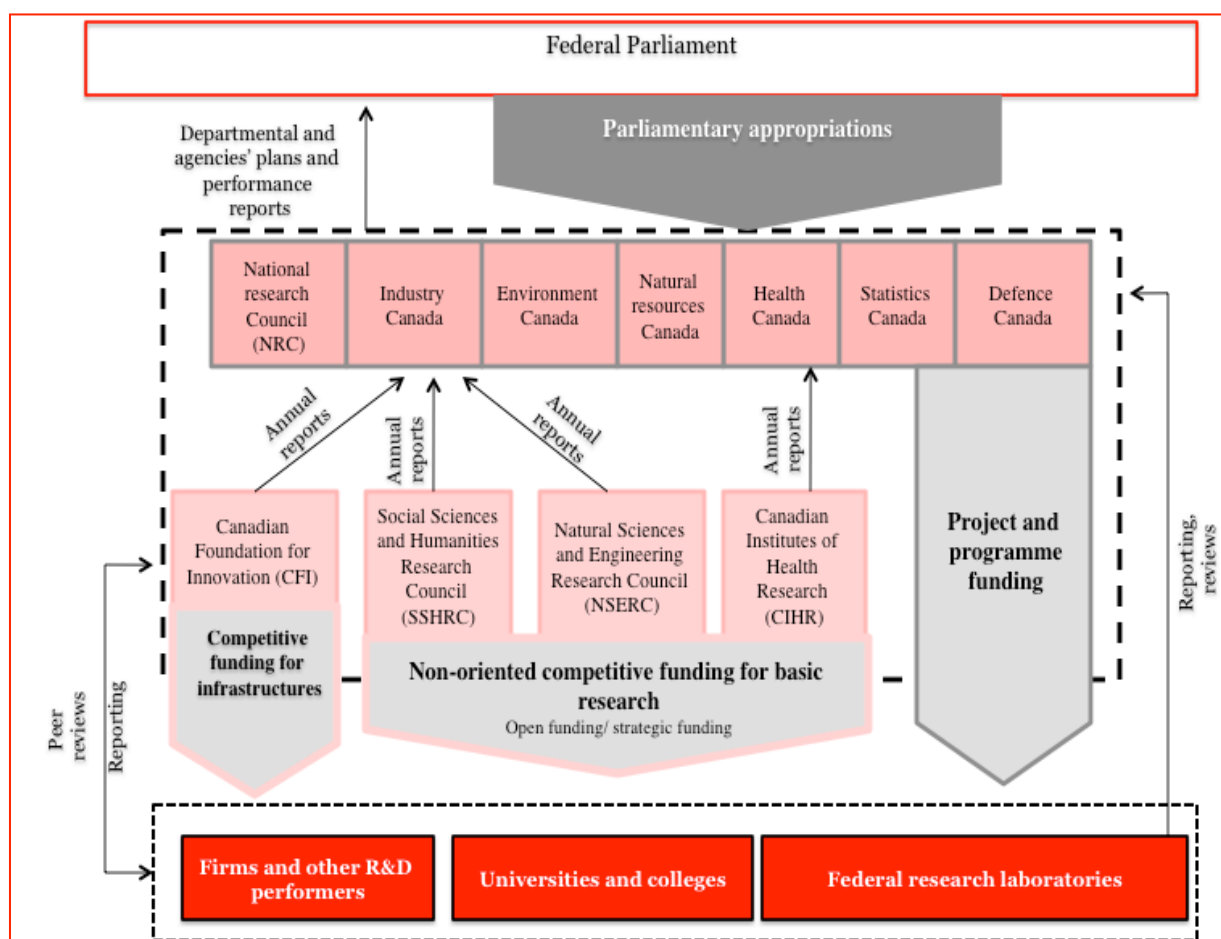 Federal Parliament
Departmental and
agencies' plans and
performance
reports
Parliamentary appropriations
National
research
Council
(NRC)
Industry
Canada
Environment
Canada
Natural
resources
Canada
Health
Canada
Statistics
Canada
Defence
Canada
Annual
reports
Annual
reports
Annual
reports
Annual
reports
Canadian
Foundation for
Innovation (CFI)
Social Sciences
and Humanities
Research
Council
(SSHRC)
Natural Sciences
and Engineering
Research Council
(NSERC)
Canadian
Institutes of
Health
Research
(CIHR)
Project and
programme
funding
Reporting,
reviews
Competitive
funding for
infrastructures
Non-oriented competitive funding for basic
research
Open funding/ strategic funding
Peer
reviews
Reporting
Firms and other R&D
performers
Universities and colleges
Federal research laboratories